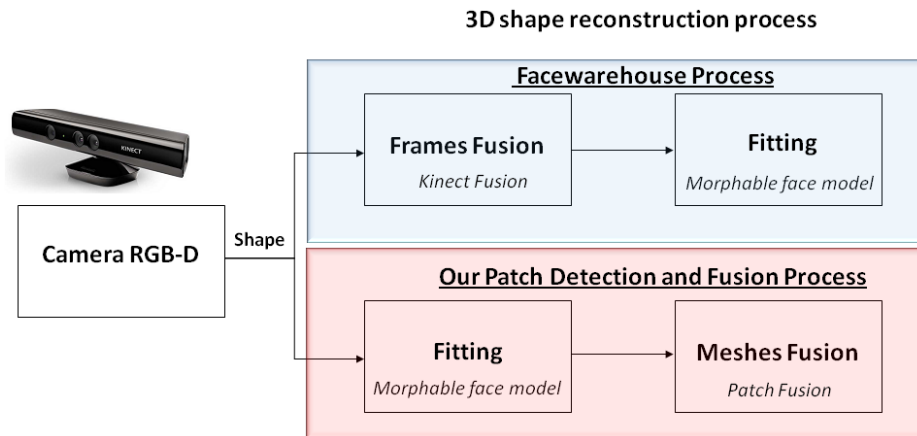 3D shape reconstruction process
Facewarehouse Process
KINECT
Frames Fusion
Kinect Fusion
Fitting
Morphable face model
Camera RGB-D
Shape
Our Patch Detection and Fusion Process
Fitting
Morphable face model
Meshes Fusion
Patch Fusion